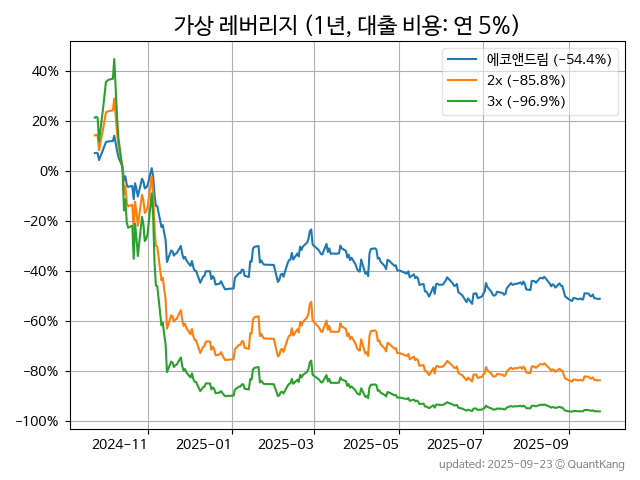 가상 레버리지 (1년, 대출 비용: 연 5%)
에코앤드림 (-54.4%)
2x (-85.8%)
3x (-96.9%)
40%
20%
0%
-20%
-40%
-60%
-80%
-100%
2024-11 2025-01 2025-03 2025-05 2025-07 2025-09
updated: 2025-09-23 © QuantKang